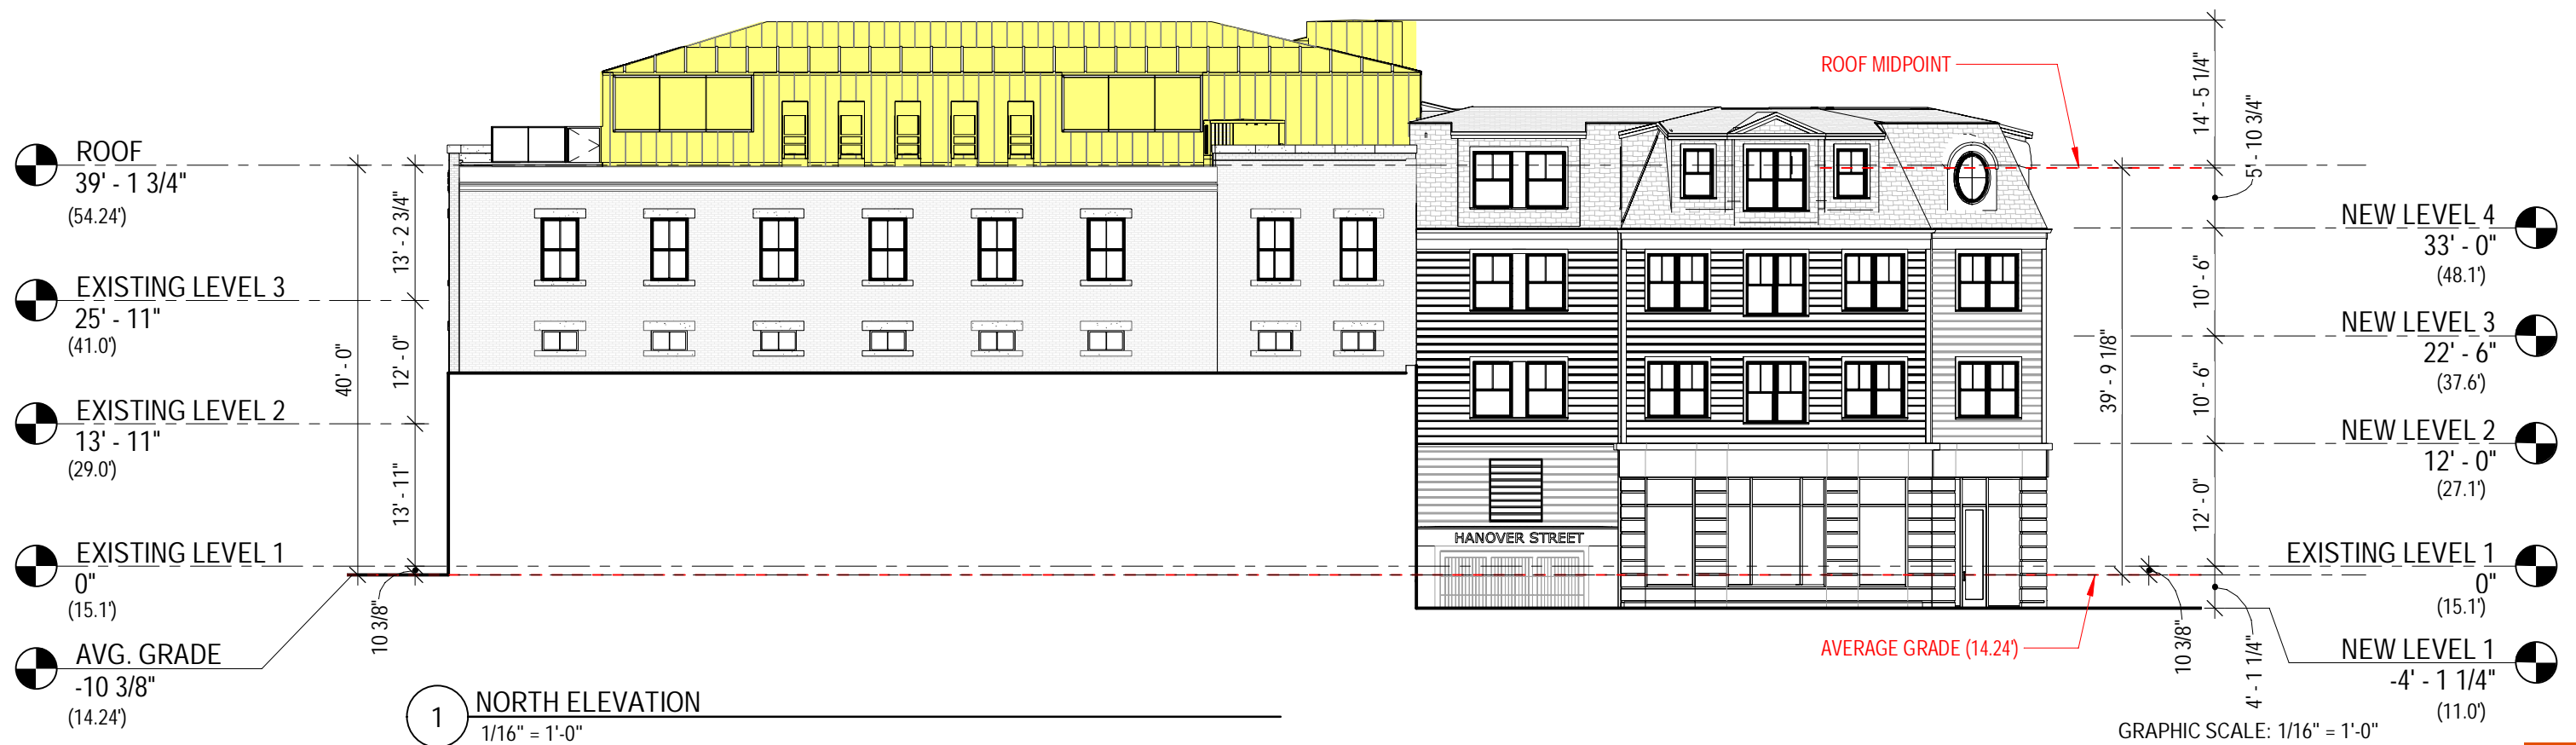 ROOF
39' - 1 3/4"
(54.24')
EXISTING LEVEL 3
25' - 11"
(41.0')
EXISTING LEVEL 2
13' - 11"
(29.0')
EXISTING LEVEL 1
0"
(15.1')
AVG. GRADE
-10 3/8"
(14.24')
40' - 0"
13' - 2 3/4"
12' - 0"
13' - 11"
10 3/8"
HANOVER STREET
ROOF MIDPOINT
AVERAGE GRADE (14.24')
39' - 9 1/8"
14' - 5 1/4"
5' - 10 3/4"
10' - 6"
10' - 6"
12' - 0"
10 3/8"
4' - 1 1/4"
NEW LEVEL 4
33' - 0"
(48.1')
NEW LEVEL 3
22' - 6"
(37.6')
NEW LEVEL 2
12' - 0"
(27.1')
EXISTING LEVEL 1
0"
(15.1')
NEW LEVEL 1
-4' - 1 1/4"
(11.0')
1
NORTH ELEVATION
1/16" = 1'-0"
GRAPHIC SCALE: 1/16" = 1'-0"